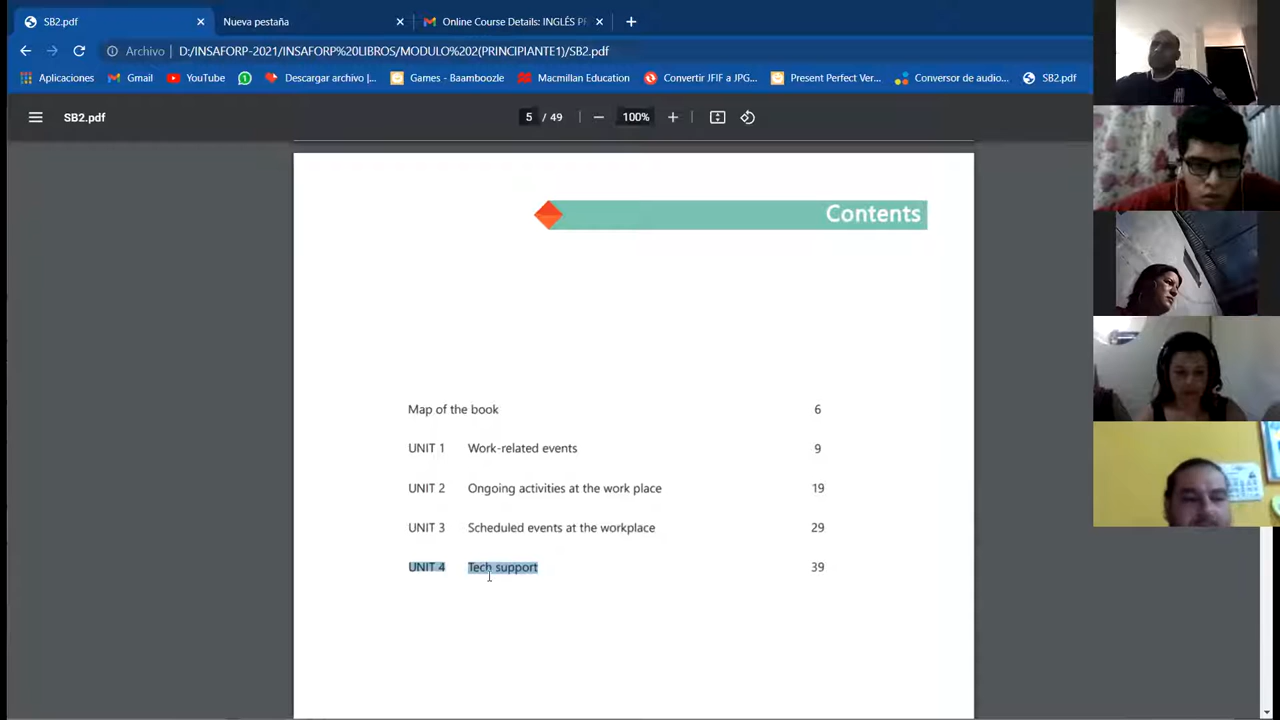 SB2.pdf
Nueva pestaña
Online Course Details: INGLÉS PR
Archivo D:/INSAFORP-2021/INSAFORP%20LIBROS/MODULO%202(PRINCIPIANTE1)/SB2.pdf
Aplicaciones Gmail YouTube Descargar archivo |... Games - Baamboozle Macmillan Education Convertir JFIF a JPG... Present Perfect Ver... Conversor de audio... SB2.pdf
SB2.pdf 5 / 49 100%
Contents
Map of the book 6
UNIT 1 Work-related events 9
UNIT 2 Ongoing activities at the work place 19
UNIT 3 Scheduled events at the workplace 29
UNIT 4 Tech support 39